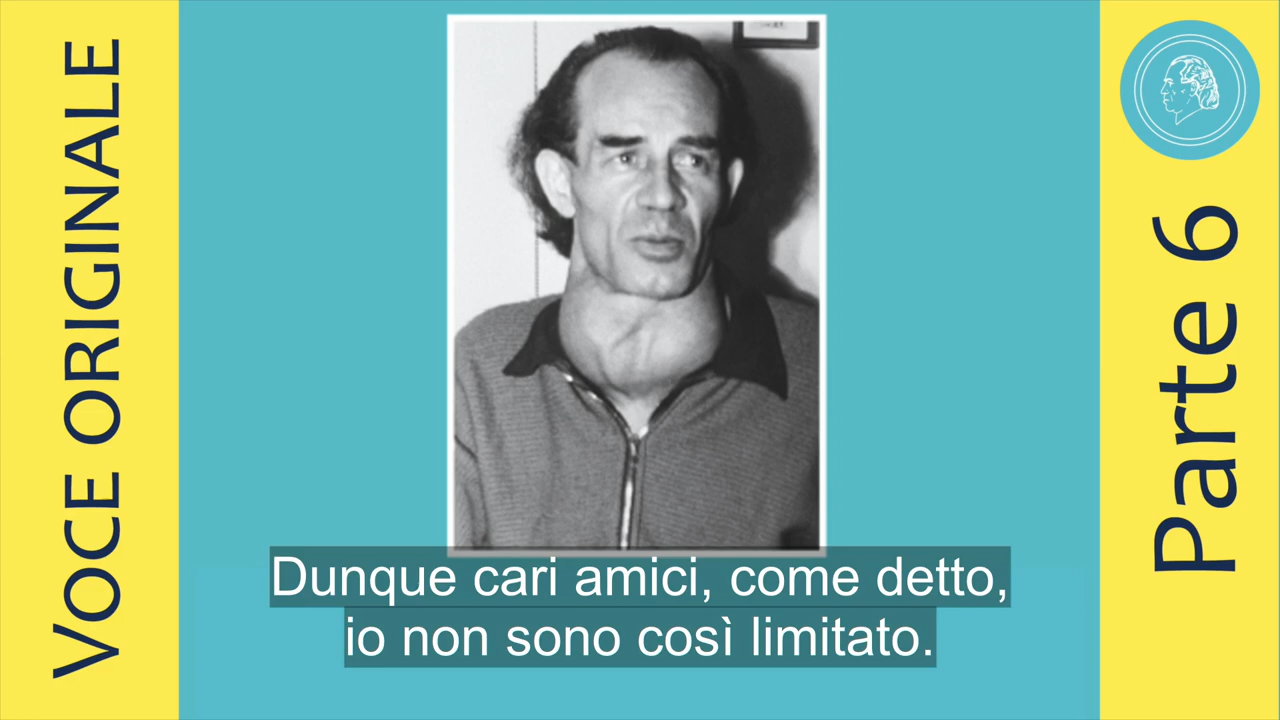 VOCE ORIGINALE
Parte 6
Dunque cari amici, come detto,
io non sono così limitato.